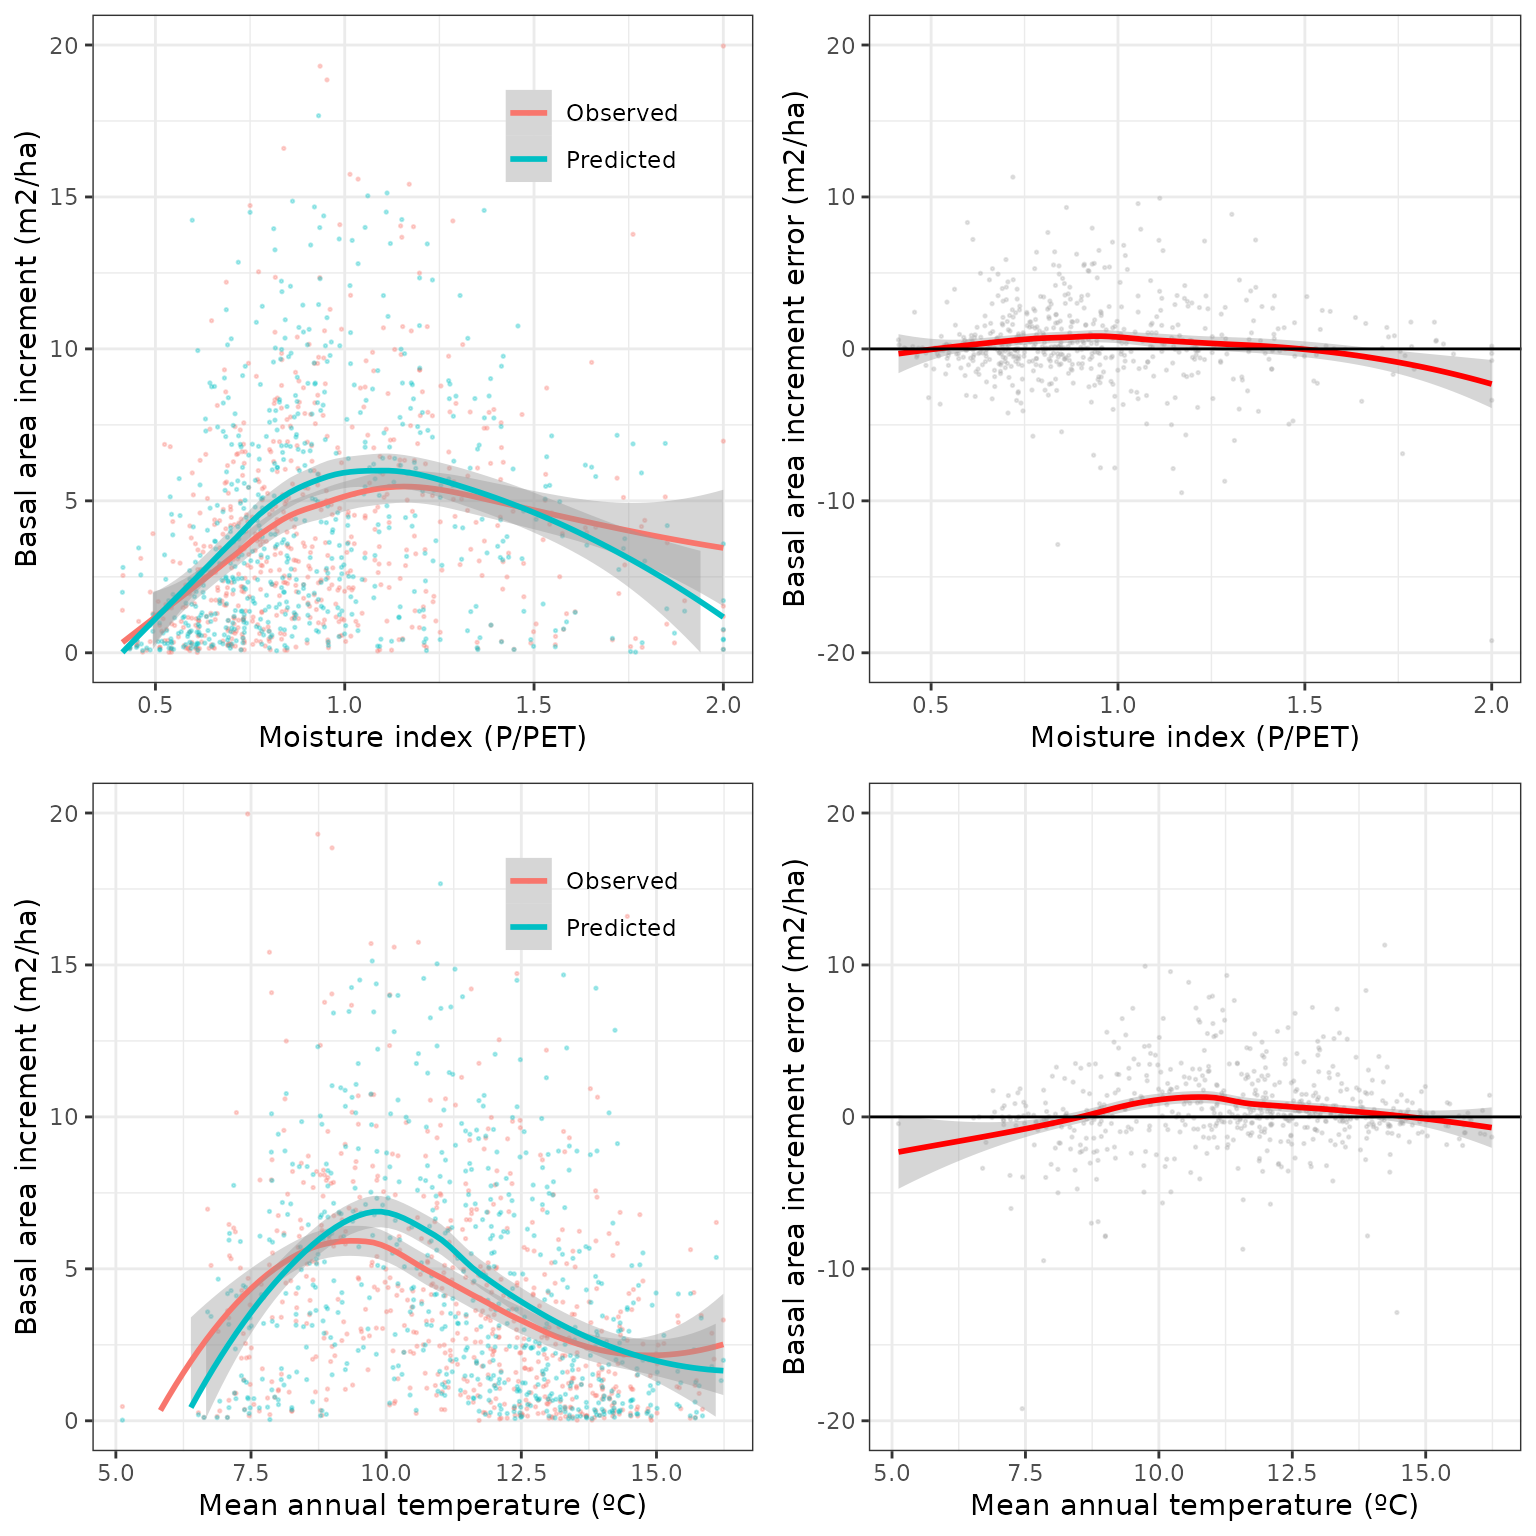 Basal area increment (m2/ha)
20
15
10
5
0
Observed
Predicted
0.5 1.0 1.5 2.0
Moisture index (P/PET)
Basal area increment error (m2/ha)
20
10
0
-10
-20
0.5 1.0 1.5 2.0
Moisture index (P/PET)
Basal area increment (m2/ha)
20
15
10
5
0
Observed
Predicted
5.0 7.5 10.0 12.5 15.0
Mean annual temperature (ºC)
Basal area increment error (m2/ha)
20
10
0
-10
-20
5.0 7.5 10.0 12.5 15.0
Mean annual temperature (ºC)